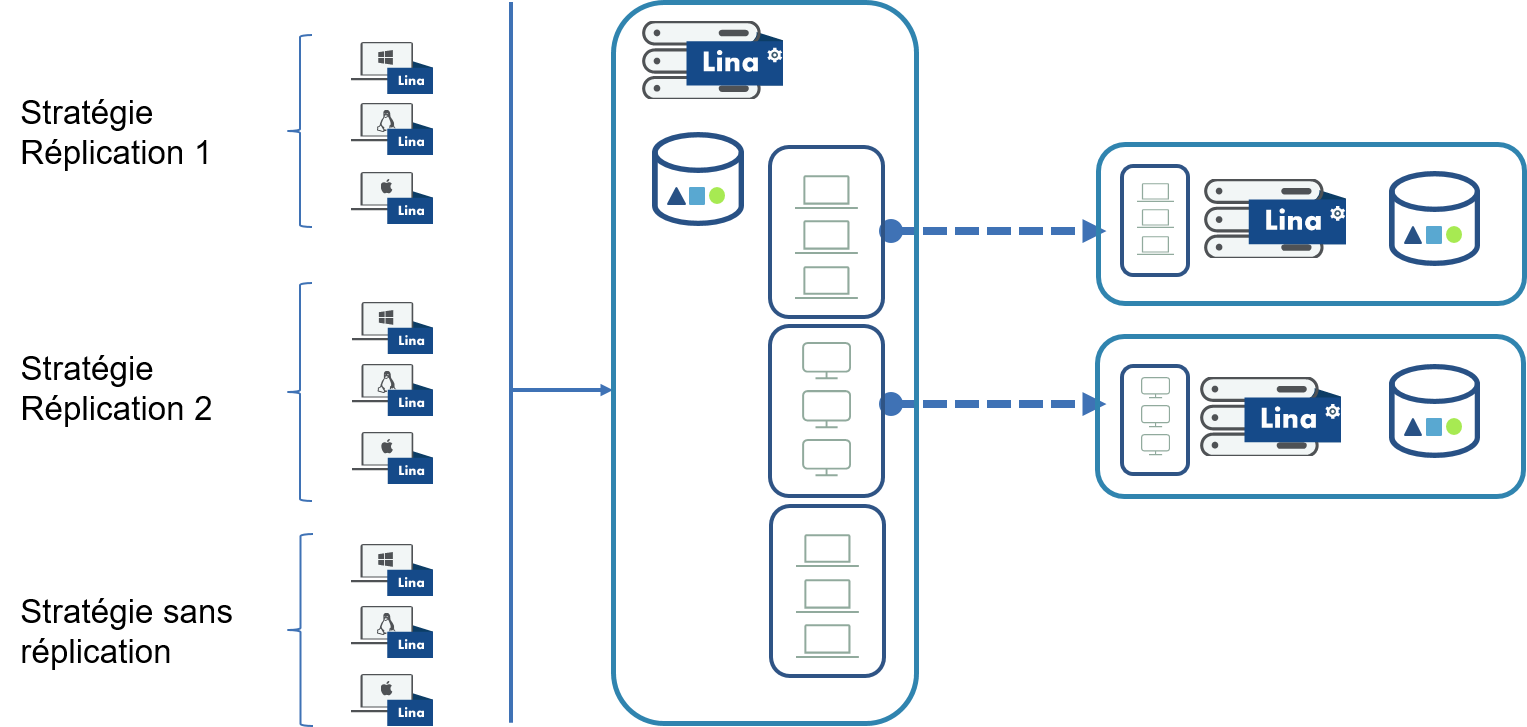 Stratégie
Réplication 1
Lina
Lina
Lina
Stratégie
Réplication 2
Lina
Lina
Lina
Stratégie sans
réplication
Lina
Lina
Lina
Lina
Lina
Lina